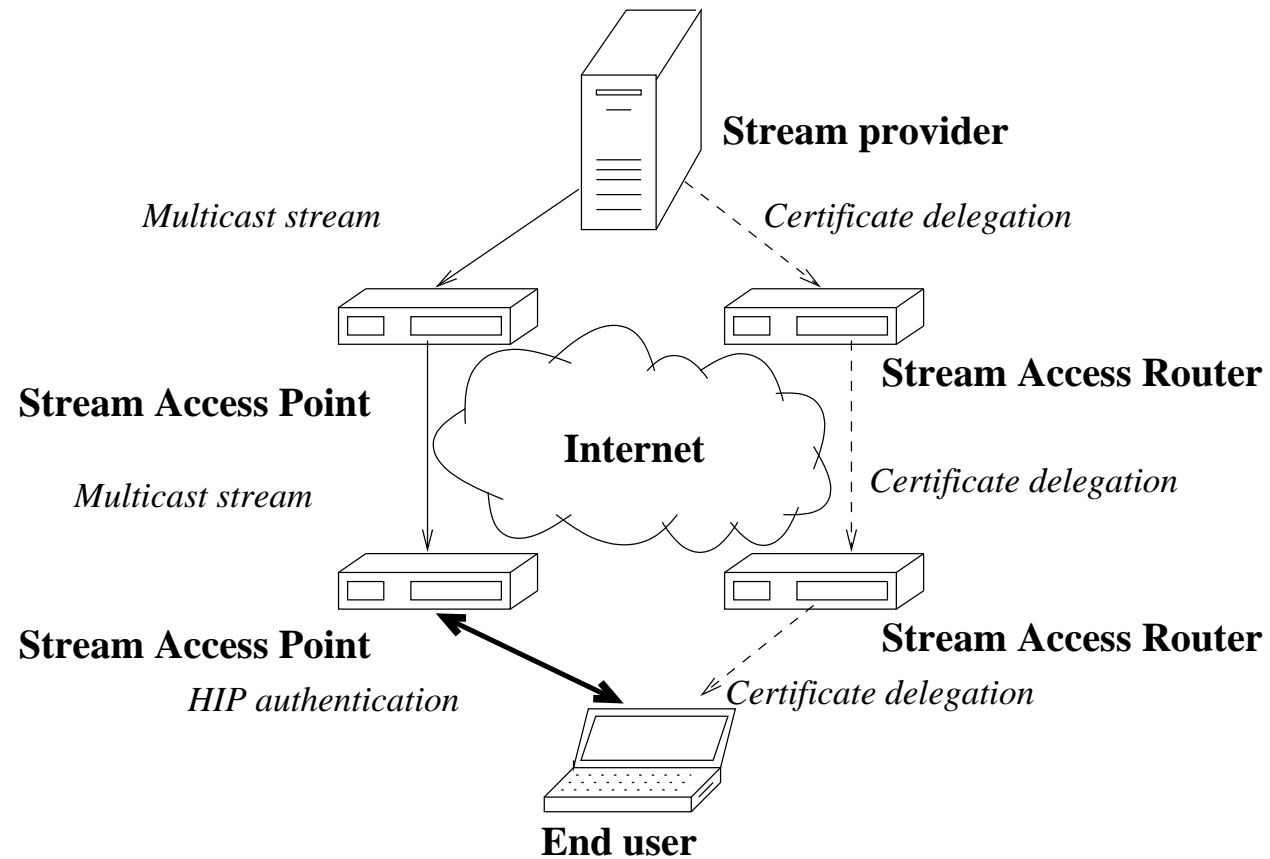 Stream provider
Multicast stream
Certificate delegation
Stream Access Router
Stream Access Point
Internet
Certificate delegation
Multicast stream
Stream Access Router
Stream Access Point
HIP authentication
Certificate delegation
End user